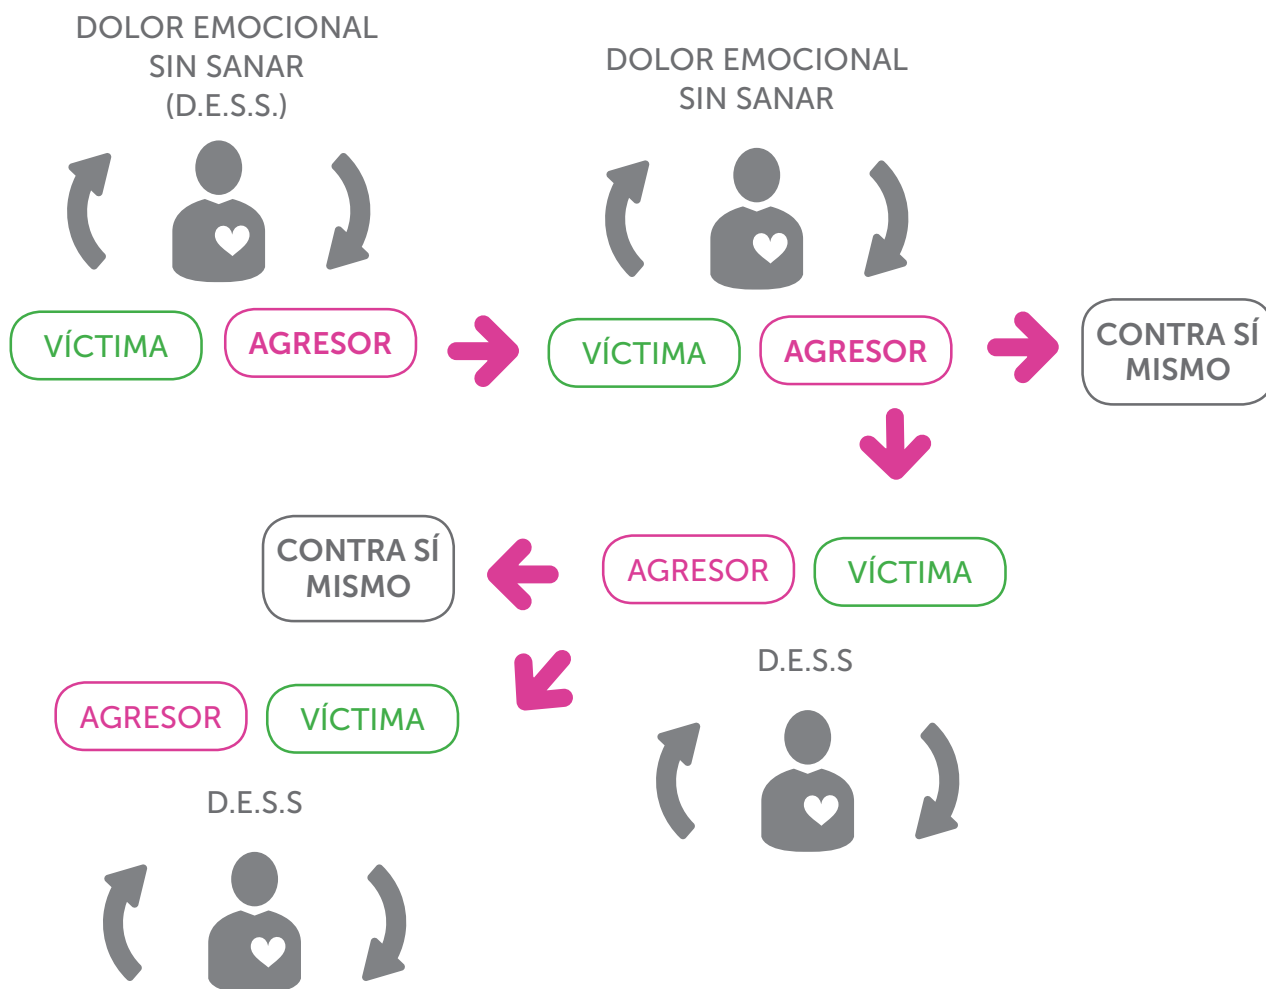 DOLOR EMOCIONAL
SIN SANAR
(D.E.S.S.)
DOLOR EMOCIONAL
SIN SANAR
VÍCTIMA
AGRESOR
VÍCTIMA
AGRESOR
CONTRA SÍ
MISMO
CONTRA SÍ
MISMO
AGRESOR
VÍCTIMA
D.E.S.S
AGRESOR
VÍCTIMA
D.E.S.S